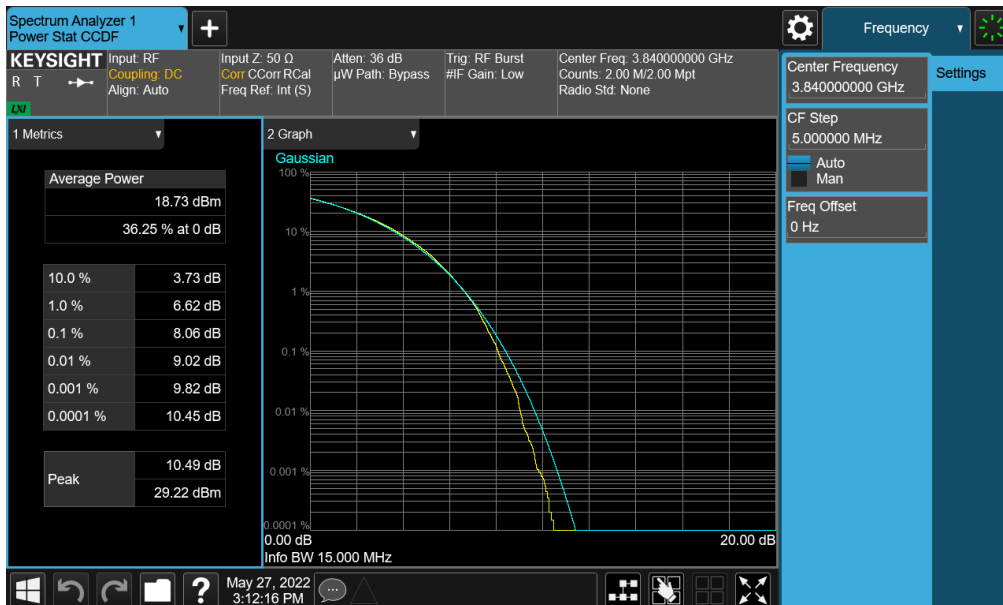 Spectrum Analyzer 1
Power Stat CCDF
▼
+
Frequency
▼
KEYSIGHT
R T
LXI
Input: RF
Coupling: DC
Align: Auto
Input Z: 50 Ω
Corr CCorr RCal
Freq Ref: Int (S)
Atten: 36 dB
µW Path: Bypass
Trig: RF Burst
#IF Gain: Low
Center Freq: 3.840000000 GHz
Counts: 2.00 M/2.00 Mpt
Radio Std: None
Center Frequency
3.840000000 GHz
Settings
CF Step
5.000000 MHz
Auto
Man
Freq Offset
0 Hz
1 Metrics ▼
Average Power
18.73 dBm
36.25 % at 0 dB
10.0 % 3.73 dB
1.0 % 6.62 dB
0.1 % 8.06 dB
0.01 % 9.02 dB
0.001 % 9.82 dB
0.0001 % 10.45 dB
Peak
10.49 dB
29.22 dBm
2 Graph ▼
Gaussian
100 %
10 %
1 %
0.1 %
0.01 %
0.001 %
0.0001 %
0.00 dB 20.00 dB
Info BW 15.000 MHz
?
May 27, 2022
3:12:16 PM